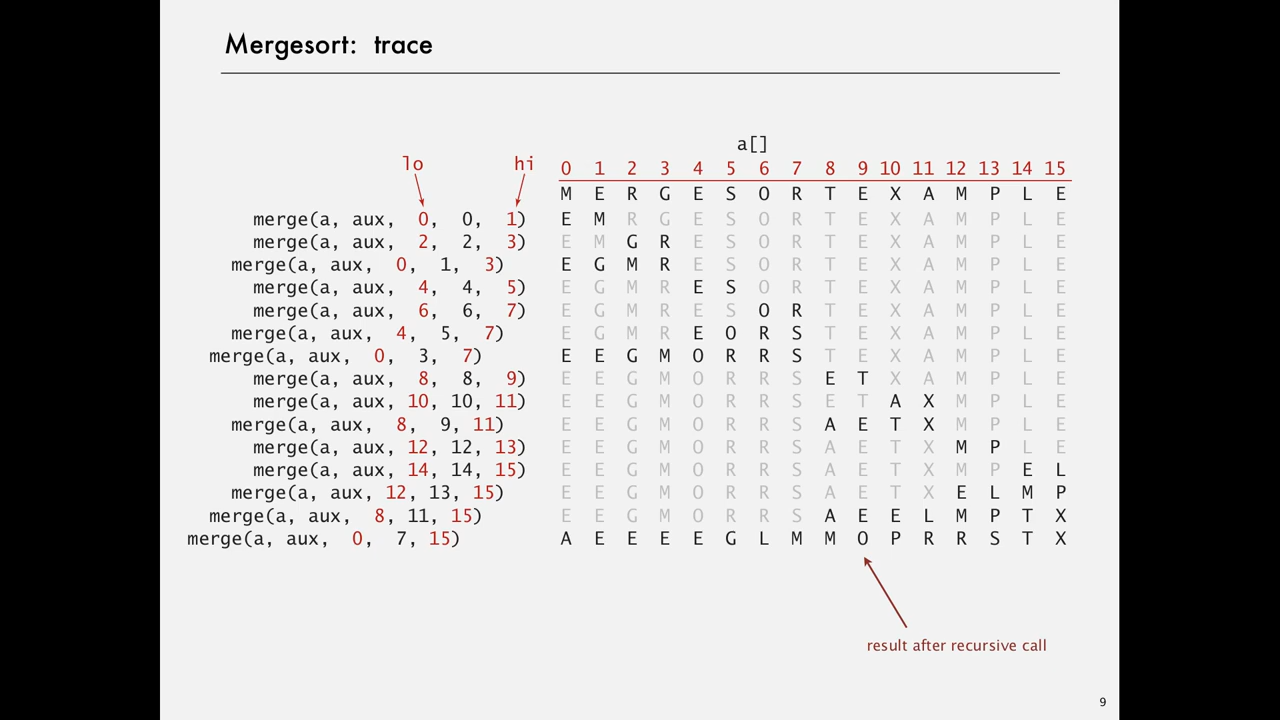 Mergesort: trace
a[]
lo hi 0 1 2 3 4 5 6 7 8 9 10 11 12 13 14 15
M E R G E S O R T E X A M P L E
merge(a, aux, 0, 0, 1) E M R G E S O R T E X A M P L E
merge(a, aux, 2, 2, 3) E M G R E S O R T E X A M P L E
merge(a, aux, 0, 1, 3) E G M R E S O R T E X A M P L E
merge(a, aux, 4, 4, 5) E G M R E S O R T E X A M P L E
merge(a, aux, 6, 6, 7) E G M R E S O R T E X A M P L E
merge(a, aux, 4, 5, 7) E G M R E O R S T E X A M P L E
merge(a, aux, 0, 3, 7) E E G M O R R S T E X A M P L E
merge(a, aux, 8, 8, 9) E E G M O R R S E T X A M P L E
merge(a, aux, 10, 10, 11) E E G M O R R S E T A X M P L E
merge(a, aux, 8, 9, 11) E E G M O R R S A E T X M P L E
merge(a, aux, 12, 12, 13) E E G M O R R S A E T X M P L E
merge(a, aux, 14, 14, 15) E E G M O R R S A E T X M P E L
merge(a, aux, 12, 13, 15) E E G M O R R S A E T X E L M P
merge(a, aux, 8, 11, 15) E E G M O R R S A E E L M P T X
merge(a, aux, 0, 7, 15) A E E E E G L M M O P R R S T X
result after recursive call
9